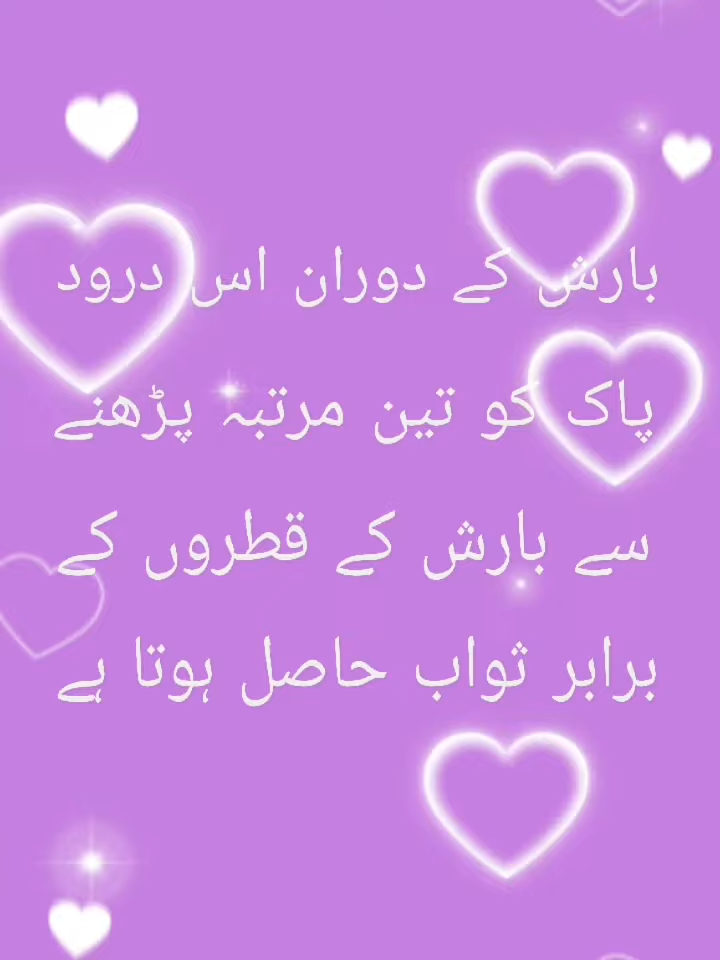 بارش کے دوران اس درود
پاک کو تین مرتبہ پڑھنے
سے بارش کے قطروں کے
برابر ثواب حاصل ہوتا ہے